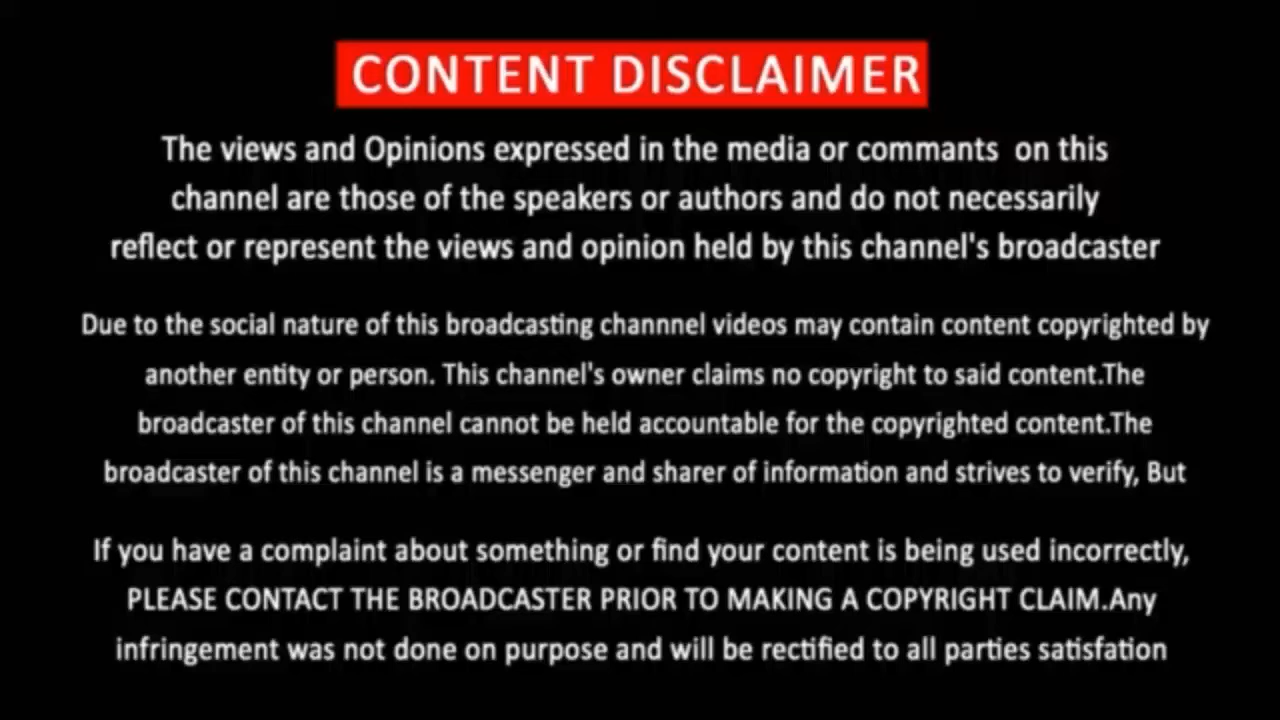 CONTENT DISCLAIMER
The views and Opinions expressed in the media or commants on this
channel are those of the speakers or authors and do not necessarily
reflect or represent the views and opinion held by this channel's broadcaster
Due to the social nature of this broadcasting channnel videos may contain content copyrighted by
another entity or person. This channel's owner claims no copyright to said content.The
broadcaster of this channel cannot be held accountable for the copyrighted content.The
broadcaster of this channel is a messenger and sharer of information and strives to verify, But
If you have a complaint about something or find your content is being used incorrectly,
PLEASE CONTACT THE BROADCASTER PRIOR TO MAKING A COPYRIGHT CLAIM.Any
infringement was not done on purpose and will be rectified to all parties satisfation